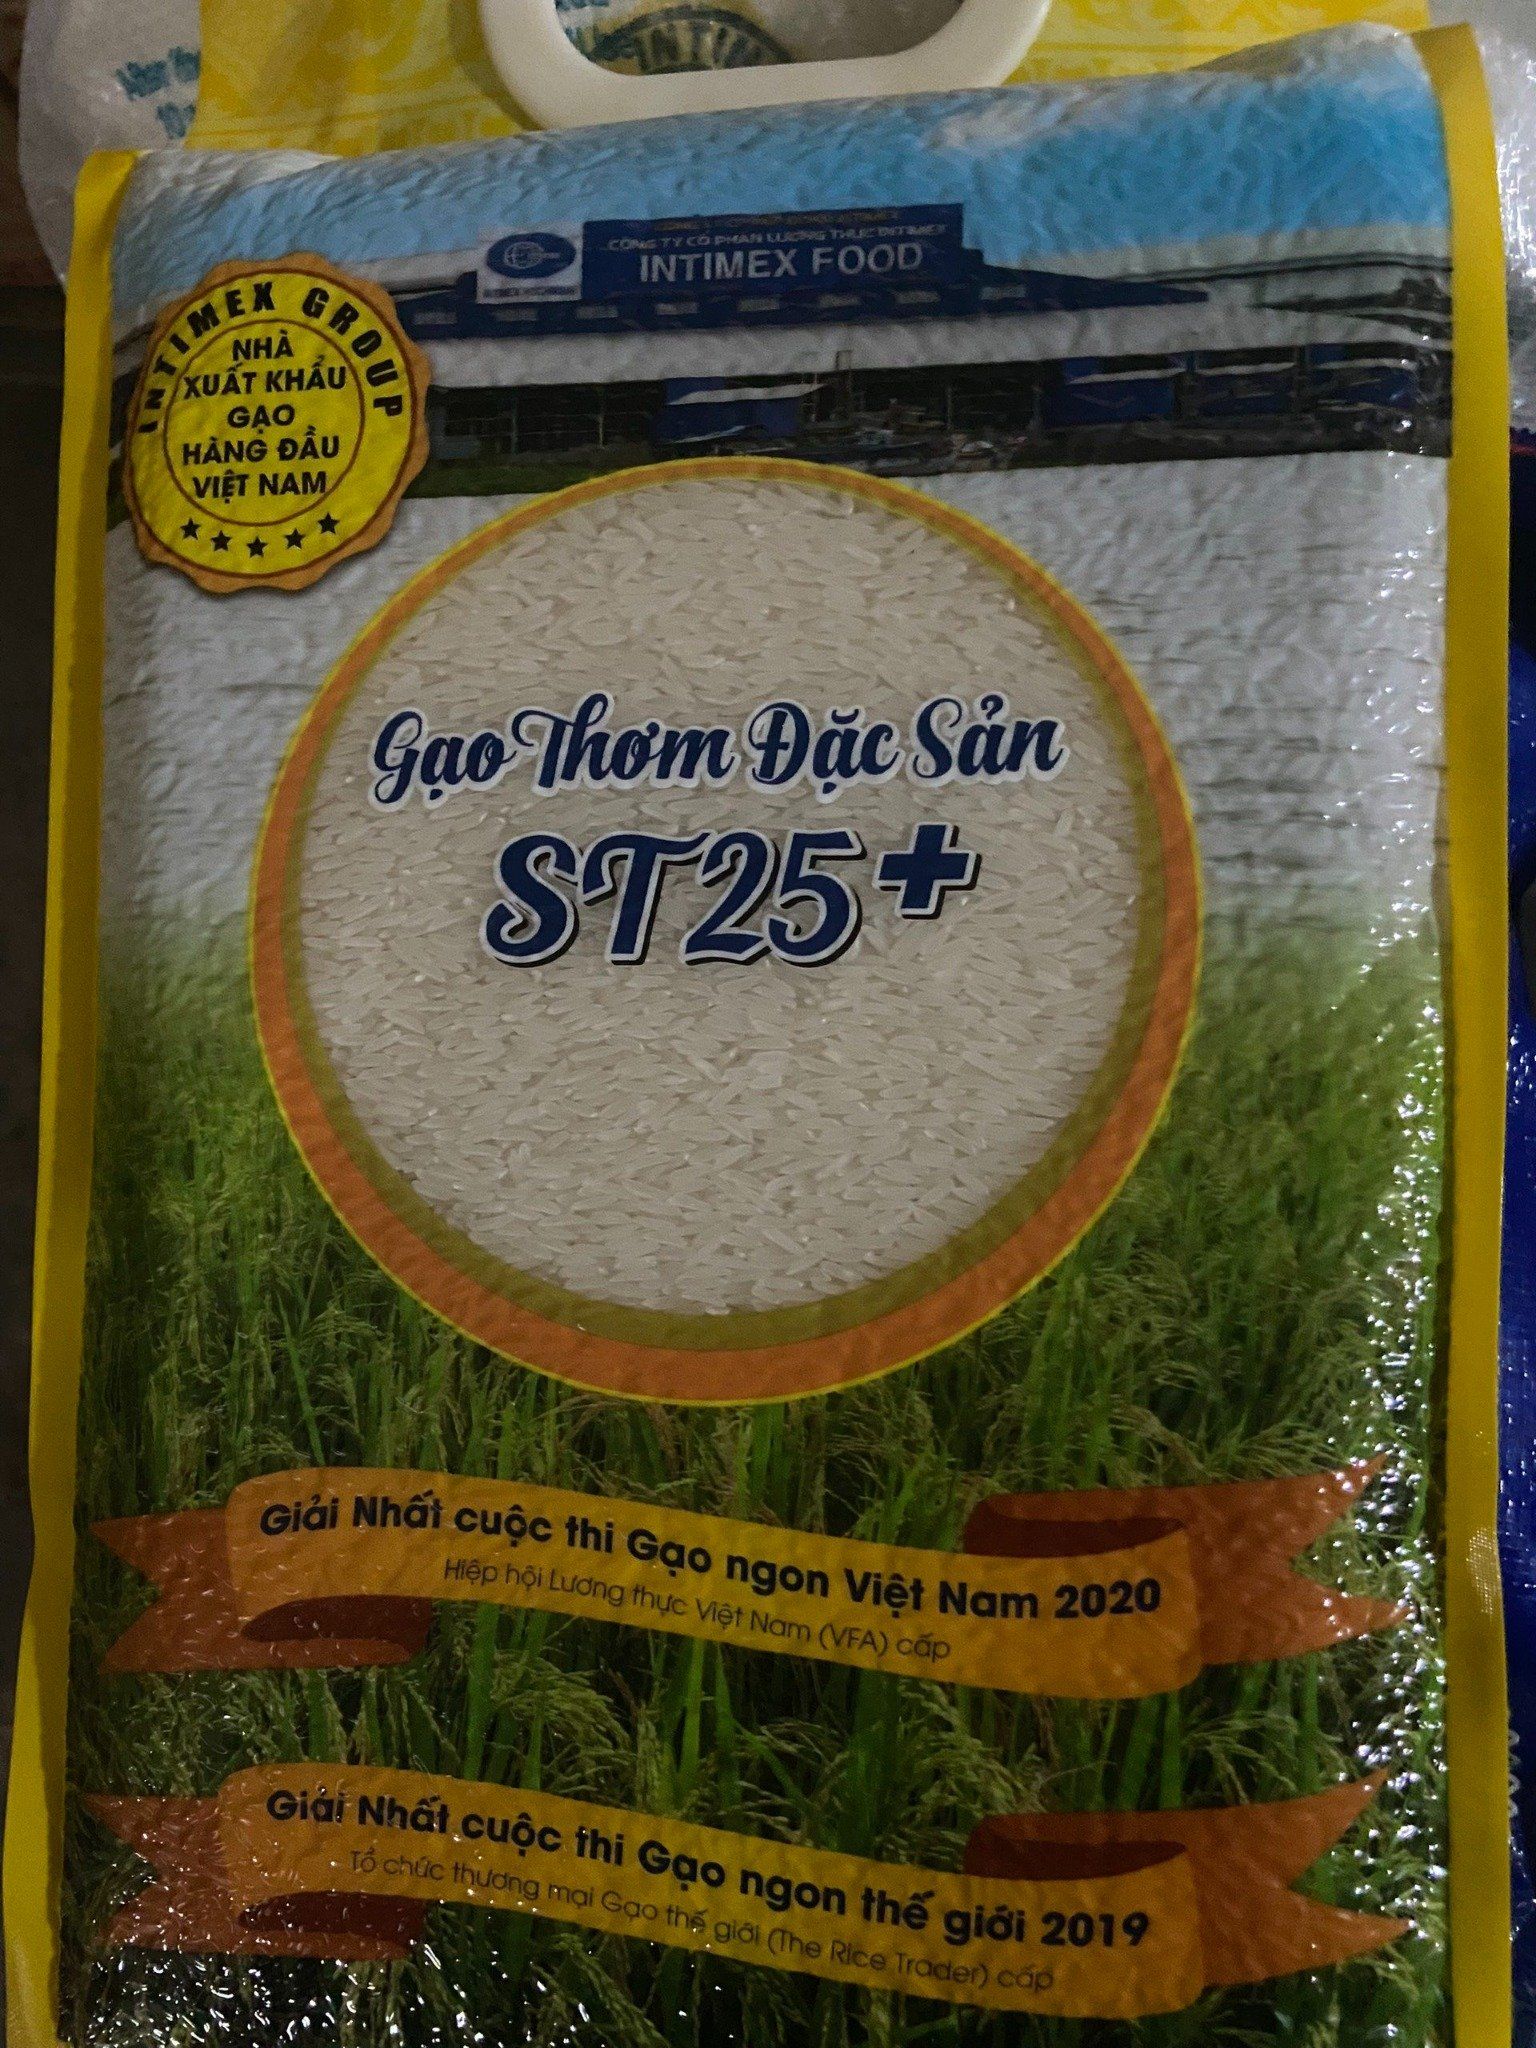 INTIMEX GROUP
NHÀ
XUẤT KHẨU
GẠO
HÀNG ĐẦU
VIỆT NAM
CÔNG TY CỔ PHẦN LƯƠNG THỰC INTIMEX
INTIMEX FOOD
Gạo Thơm Đặc Sản
ST25+
Giải Nhất cuộc thi Gạo ngon Việt Nam 2020
Hiệp hội Lương thực Việt Nam (VFA) cấp
Giải Nhất cuộc thi Gạo ngon thế giới 2019
Tổ chức thương mại Gạo thế giới (The Rice Trader) cấp